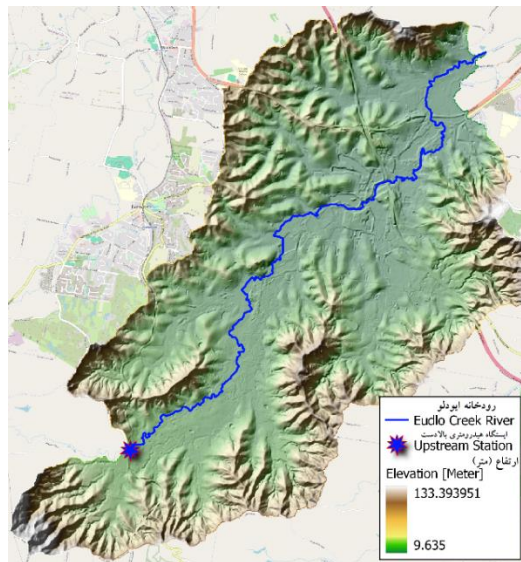 رودخانه ایودلو
Eudlo Creek River
ایستگاه هیدرومتری بالادست
Upstream Station
ارتفاع (متر)
Elevation [Meter]
133.393951
9.635